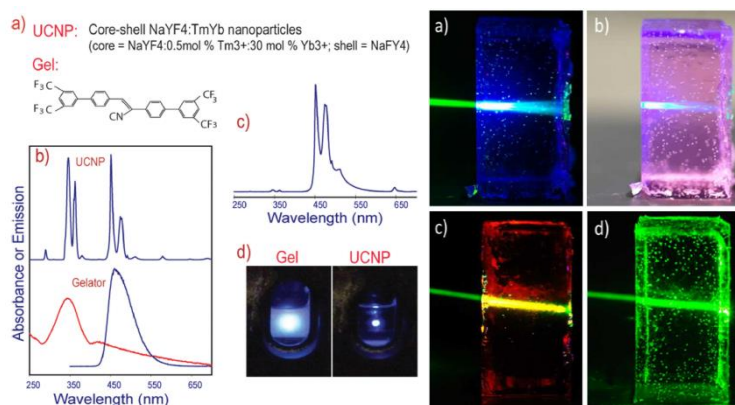 a) UCNP: Core-shell NaYF4:TmYb nanoparticles
(core = NaYF4:0.5mol % Tm3+:30 mol % Yb3+; shell = NaFY4)
Gel:
F3C
F3C
CN
CF3
CF3
b)
UCNP
Gelator
Absorbance or Emission
250 350 450 550 650
Wavelength (nm)
c)
250 350 450 550 650
Wavelength (nm)
d)
Gel UCNP
a)
b)
c)
d)